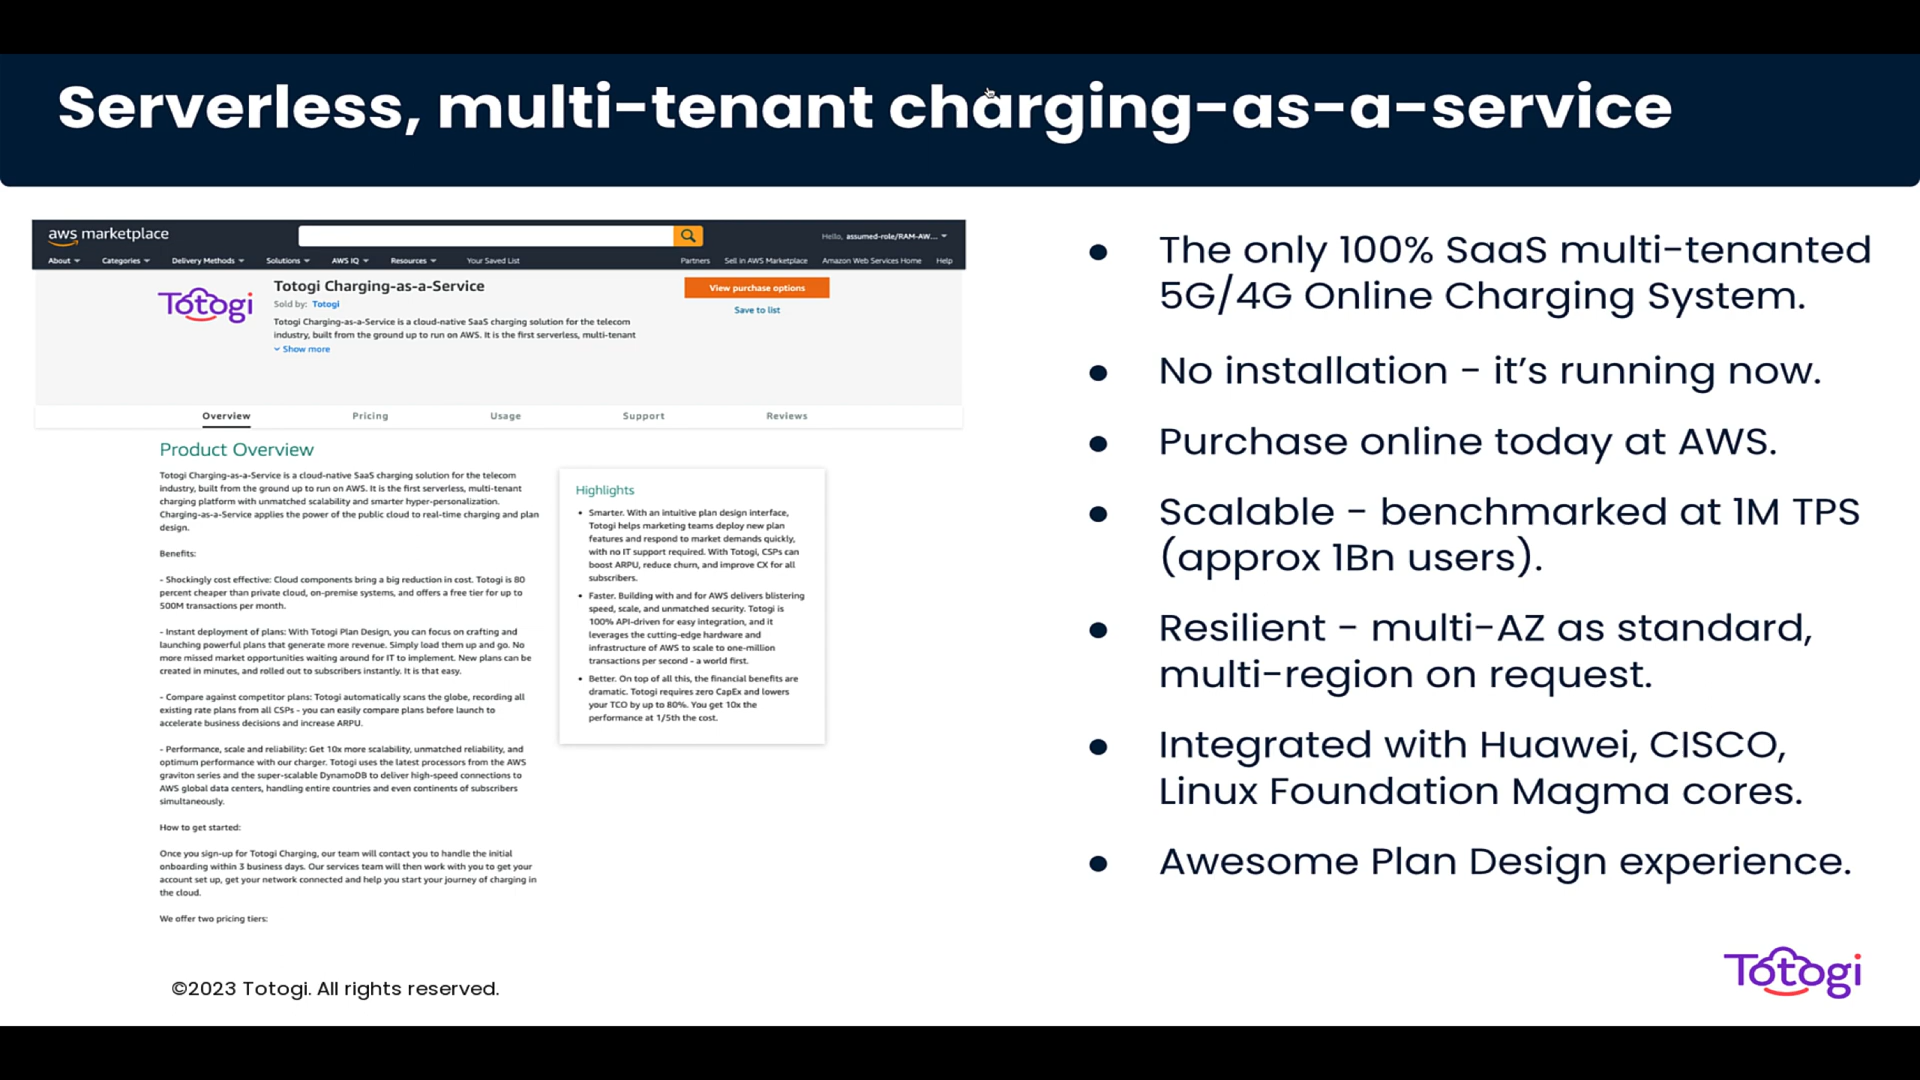 Serverless, multi-tenant charging-as-a-service
aws marketplace
Hello, assumed-role/RAM-AW...
About
Categories
Delivery Methods
Solutions
AWS IQ
Resources
Your Saved List
Partners
Sell in AWS Marketplace
Amazon Web Services Home
Help
Totogi
Totogi Charging-as-a-Service
Sold by: Totogi
Totogi Charging-as-a-Service is a cloud-native SaaS charging solution for the telecom
industry, built from the ground up to run on AWS. It is the first serverless, multi-tenant
Show more
View purchase options
Save to list
Overview
Pricing
Usage
Support
Reviews
Product Overview
Totogi Charging-as-a-Service is a cloud-native SaaS charging solution for the telecom
industry, built from the ground up to run on AWS. It is the first serverless, multi-tenant
charging platform with unmatched scalability and smarter hyper-personalization.
Charging-as-a-Service applies the power of the public cloud to real-time charging and plan
design.
Benefits:
- Shockingly cost effective: Cloud components bring a big reduction in cost. Totogi is 80
percent cheaper than private cloud, on-premise systems, and offers a free tier for up to
500M transactions per month.
- Instant deployment of plans: With Totogi Plan Design, you can focus on crafting and
launching powerful plans that generate more revenue. Simply load them up and go. No
more missed market opportunities waiting around for IT to implement. New plans can be
created in minutes, and rolled out to subscribers instantly. It is that easy.
- Compare against competitor plans: Totogi automatically scans the globe, recording all
existing rate plans from all CSPs - you can easily compare plans before launch to
accelerate business decisions and increase ARPU.
- Performance, scale and reliability: Get 10x more scalability, unmatched reliability, and
optimum performance with our charger. Totogi uses the latest processors from the AWS
graviton series and the super-scalable DynamoDB to deliver high-speed connections to
AWS global data centers, handling entire countries and even continents of subscribers
simultaneously.
How to get started:
Once you sign-up for Totogi Charging, our team will contact you to handle the initial
onboarding within 3 business days. Our services team will then work with you to get your
account set up, get your network connected and help you start your journey of charging in
the cloud.
We offer two pricing tiers:
Highlights
• Smarter. With an intuitive plan design interface,
Totogi helps marketing teams deploy new plan
features and respond to market demands quickly,
with no IT support required. With Totogi, CSPs can
boost ARPU, reduce churn, and improve CX for all
subscribers.
• Faster. Building with and for AWS delivers blistering
speed, scale, and unmatched security. Totogi is
100% API-driven for easy integration, and it
leverages the cutting-edge hardware and
infrastructure of AWS to scale to one-million
transactions per second - a world first.
• Better. On top of all this, the financial benefits are
dramatic. Totogi requires zero CapEx and lowers
your TCO by up to 80%. You get 10x the
performance at 1/5th the cost.
● The only 100% SaaS multi-tenanted
5G/4G Online Charging System.
● No installation - it’s running now.
● Purchase online today at AWS.
● Scalable - benchmarked at 1M TPS
(approx 1Bn users).
● Resilient - multi-AZ as standard,
multi-region on request.
● Integrated with Huawei, CISCO,
Linux Foundation Magma cores.
● Awesome Plan Design experience.
©2023 Totogi. All rights reserved.
Totogi